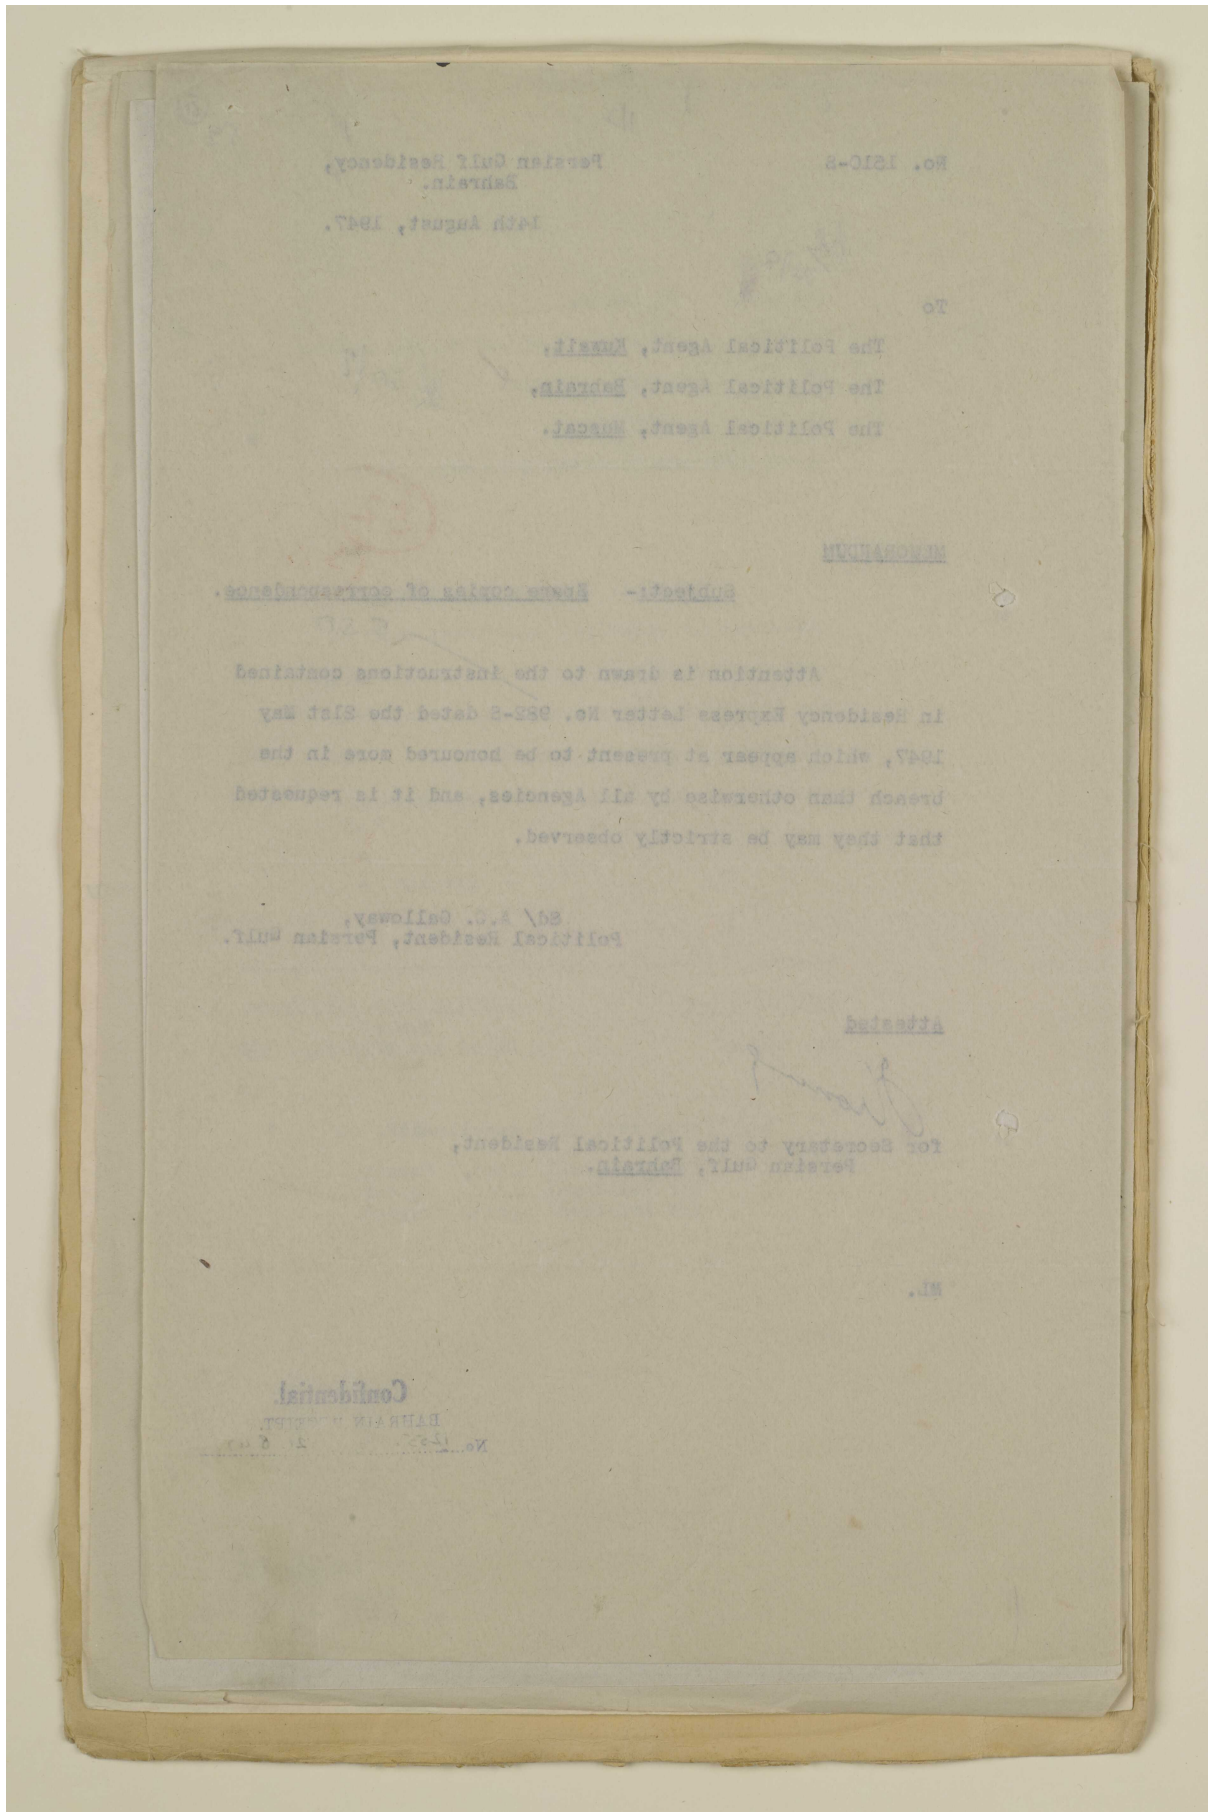 No. 1510-S
Persian Gulf Residency,
Bahrain.
14th August, 1947.
To
The Political Agent, Kuwait.
The Political Agent, Bahrain,
The Political Agent, Muscat.
MEMORANDUM
Subject:- Spare copies of correspondence.
Attention is drawn to the instructions contained
in Residency Express Letter No. 982-S dated the 21st May
1947, which appear at present to be honoured more in the
breach than otherwise by all Agencies, and it is requested
that they may be strictly observed.
Sd/ A.C. Galloway,
Political Resident, Persian Gulf.
Attested
for Secretary to the Political Resident,
Persian Gulf, Bahrain.
ML.
Confidential.
BAHRAIN RECEIPT.
No.